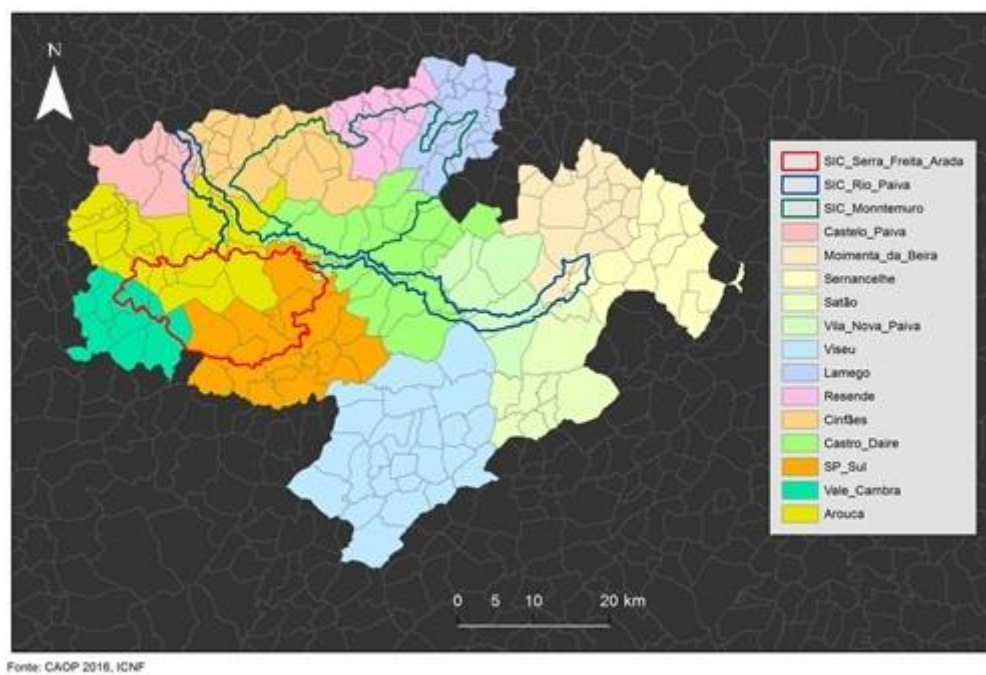 N
SIC_Serra_Freita_Arada
SIC_Rio_Paiva
SIC_Monntemuro
Castelo_Paiva
Moimenta_da_Beira
Sernancelhe
Satão
Vila_Nova_Paiva
Viseu
Lamego
Resende
Cinfães
Castro_Daire
SP_Sul
Vale_Cambra
Arouca
0 5 10 20 km
Fonte: CAOP 2016, ICNF